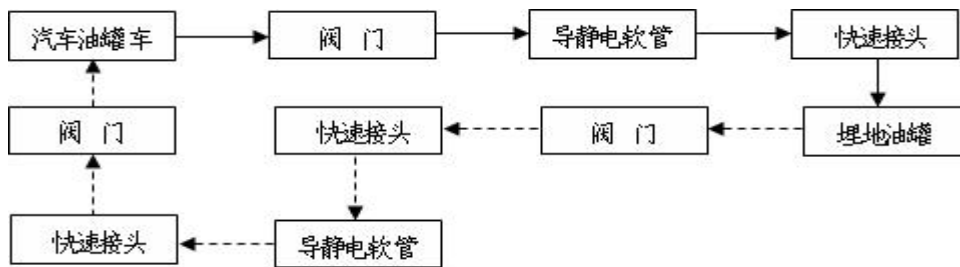 汽车油罐车
阀 门
导静电软管
快速接头
阀 门
快速接头
阀 门
埋地油罐
快速接头
导静电软管